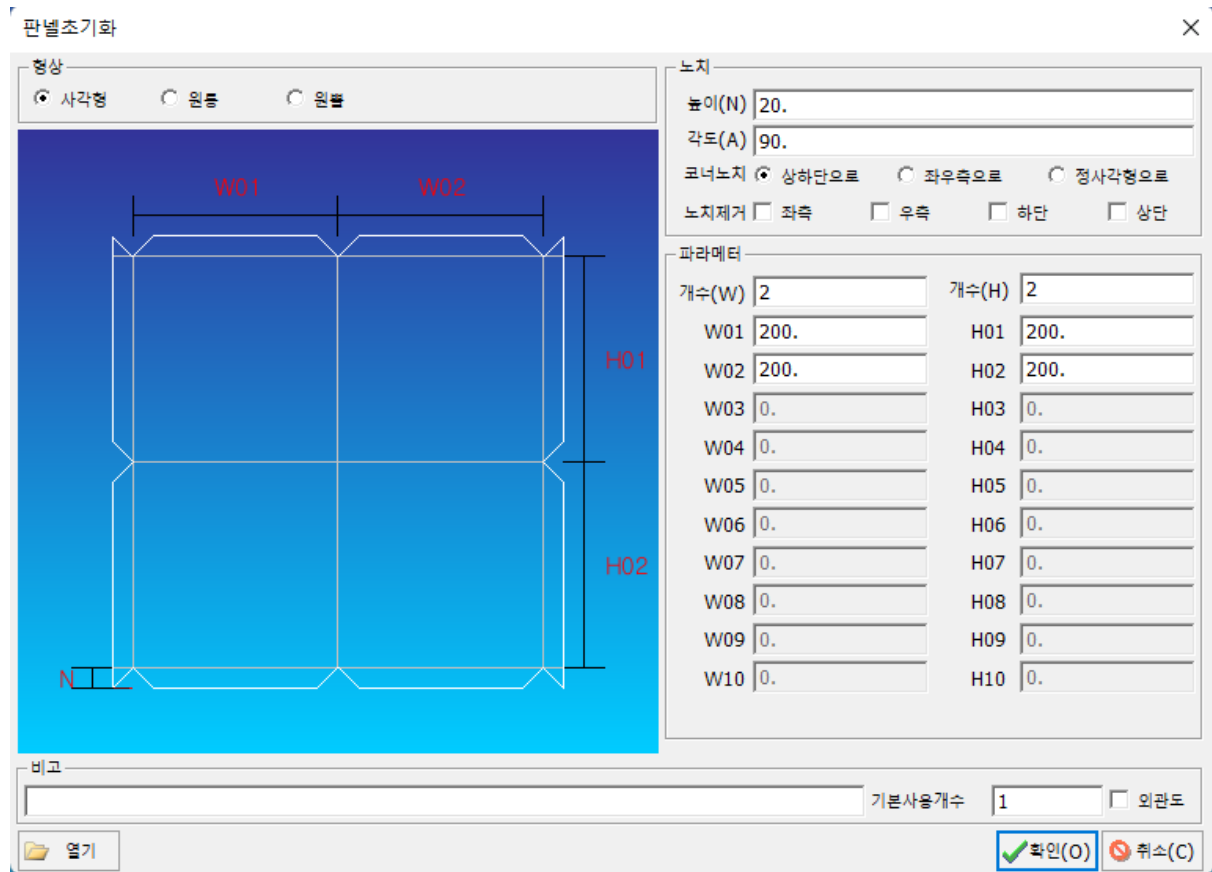 판넬초기화
형상
사각형 원통 원뿔
W01 W02
H01
H02
N
노치
높이(N) 20.
각도(A) 90.
코너노치 상하단으로 좌우측으로 정사각형으로
노치제거 좌측 우측 하단 상단
파라메터
개수(W) 2 개수(H) 2
W01 200. H01 200.
W02 200. H02 200.
W03 0. H03 0.
W04 0. H04 0.
W05 0. H05 0.
W06 0. H06 0.
W07 0. H07 0.
W08 0. H08 0.
W09 0. H09 0.
W10 0. H10 0.
비고
기본사용개수 1 외관도
열기 확인(O) 취소(C)